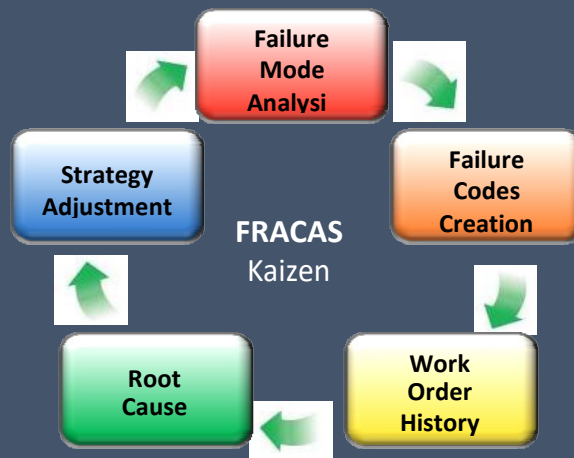 Failure
Mode
Analysi
Failure
Codes
Creation
Work
Order
History
Root
Cause
Strategy
Adjustment
FRACAS
Kaizen